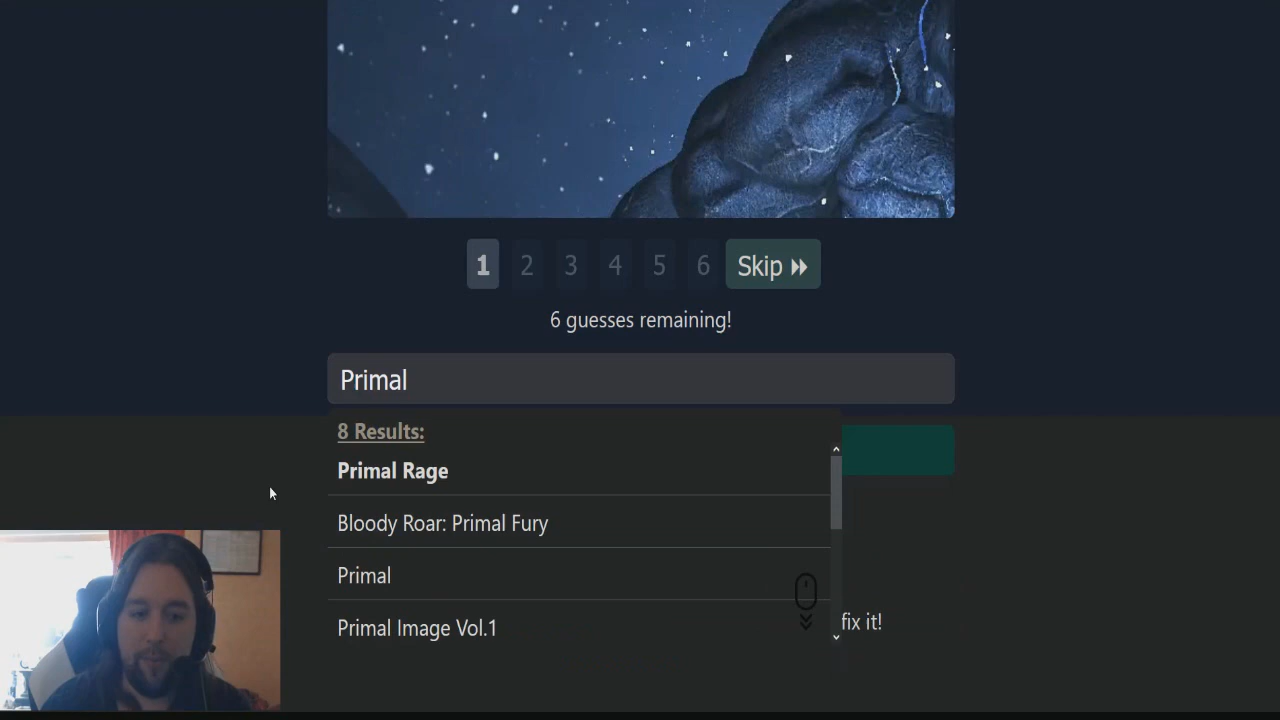 1 2 3 4 5 6 Skip
6 guesses remaining!
Primal
8 Results:
Primal Rage
Bloody Roar: Primal Fury
Primal
Primal Image Vol.1
fix it!